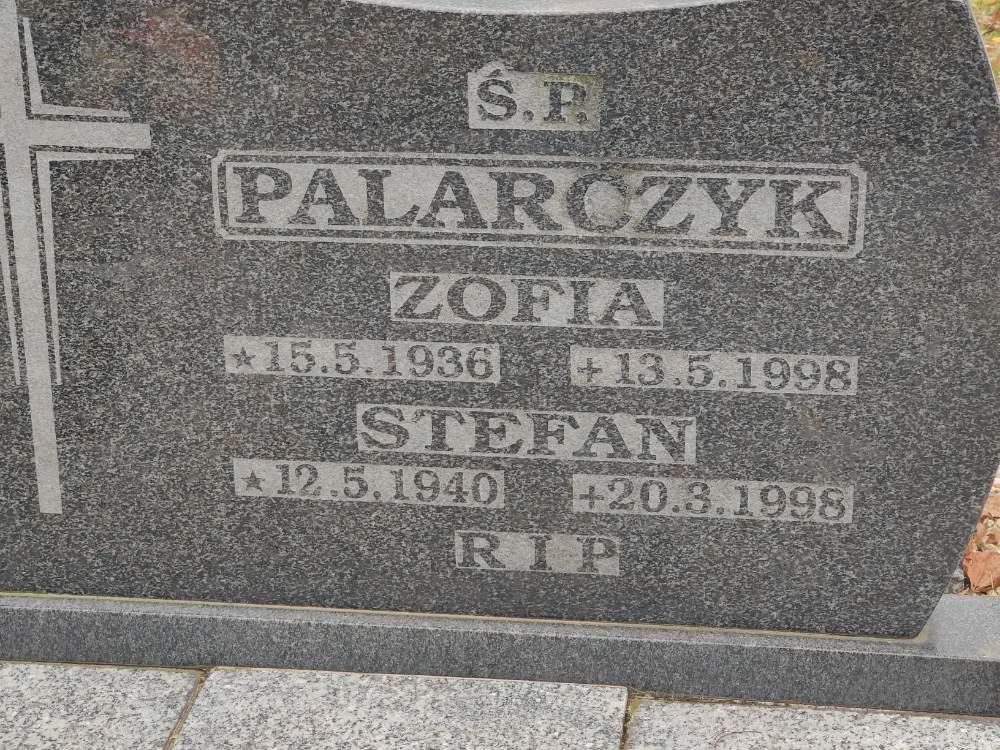 Ś.P.
PALARCZYK
ZOFIA
★15.5.1936 +13.5.1998
STEFAN
★12.5.1940 +20.3.1998
R I P